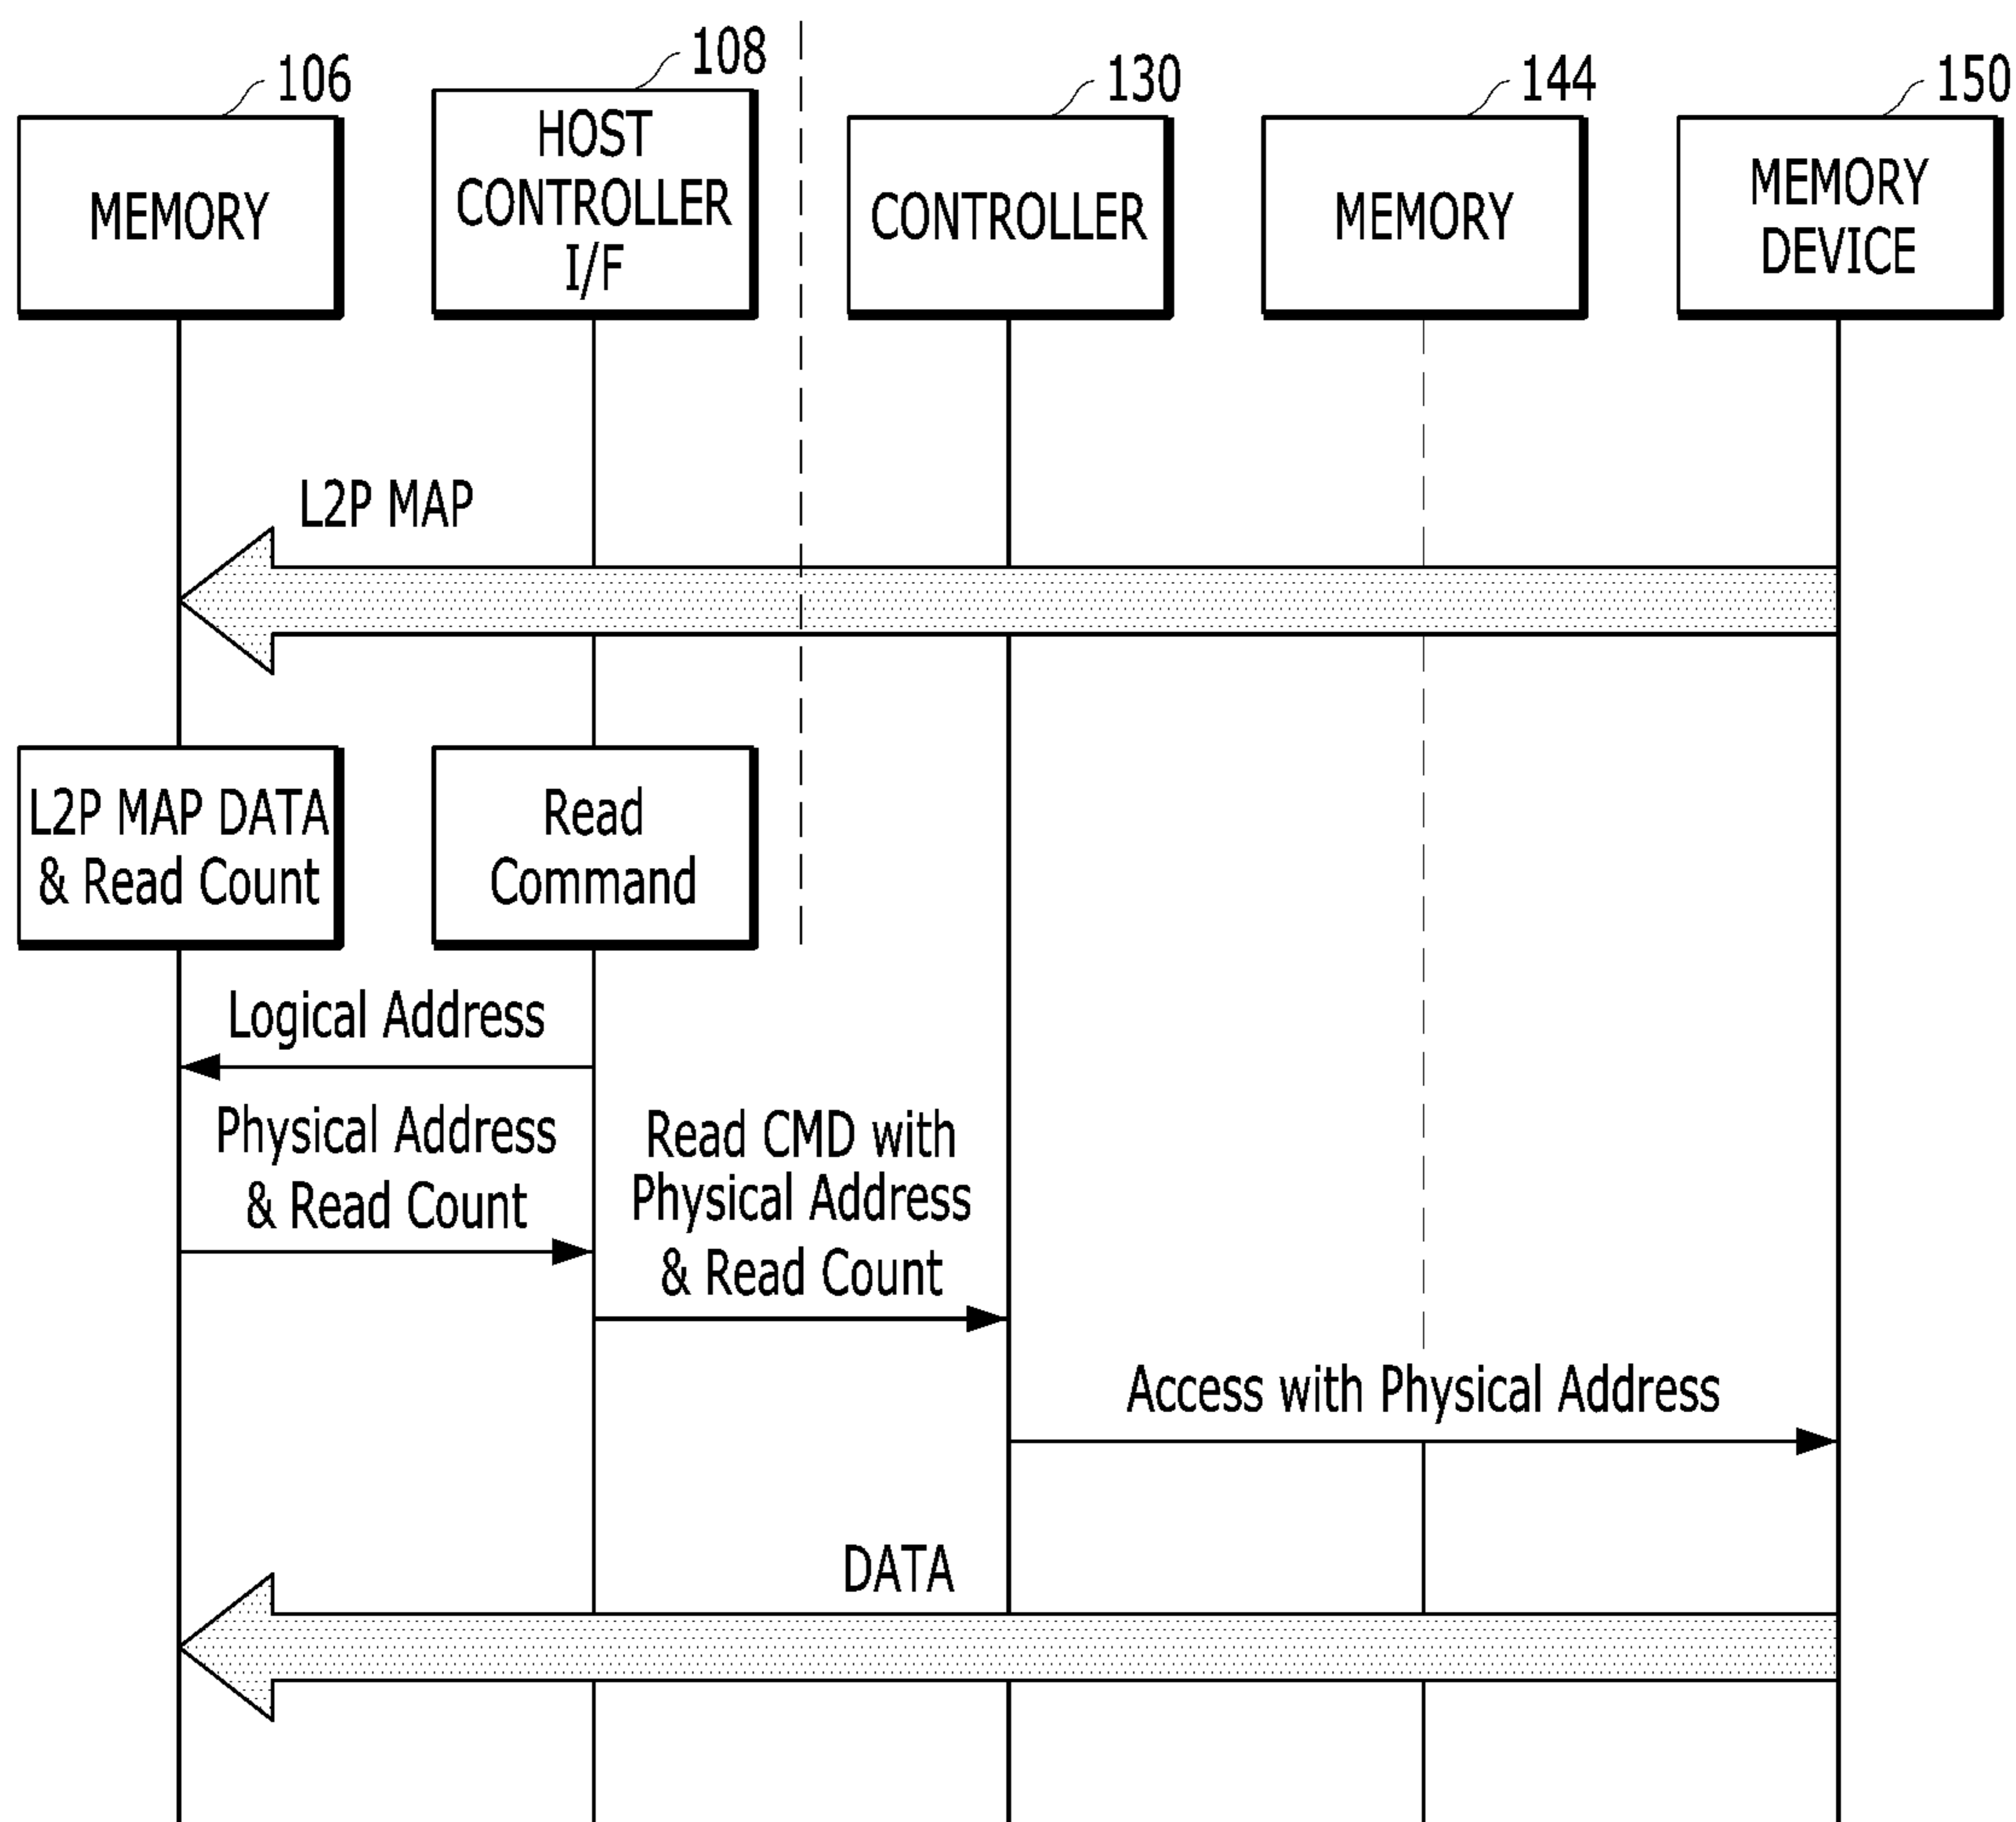 106
108
130
144
150
MEMORY
HOST
CONTROLLER
I/F
CONTROLLER
MEMORY
MEMORY
DEVICE
L2P MAP
L2P MAP DATA
& Read Count
Read
Command
Logical Address
Physical Address
& Read Count
Read CMD with
Physical Address
& Read Count
Access with Physical Address
DATA